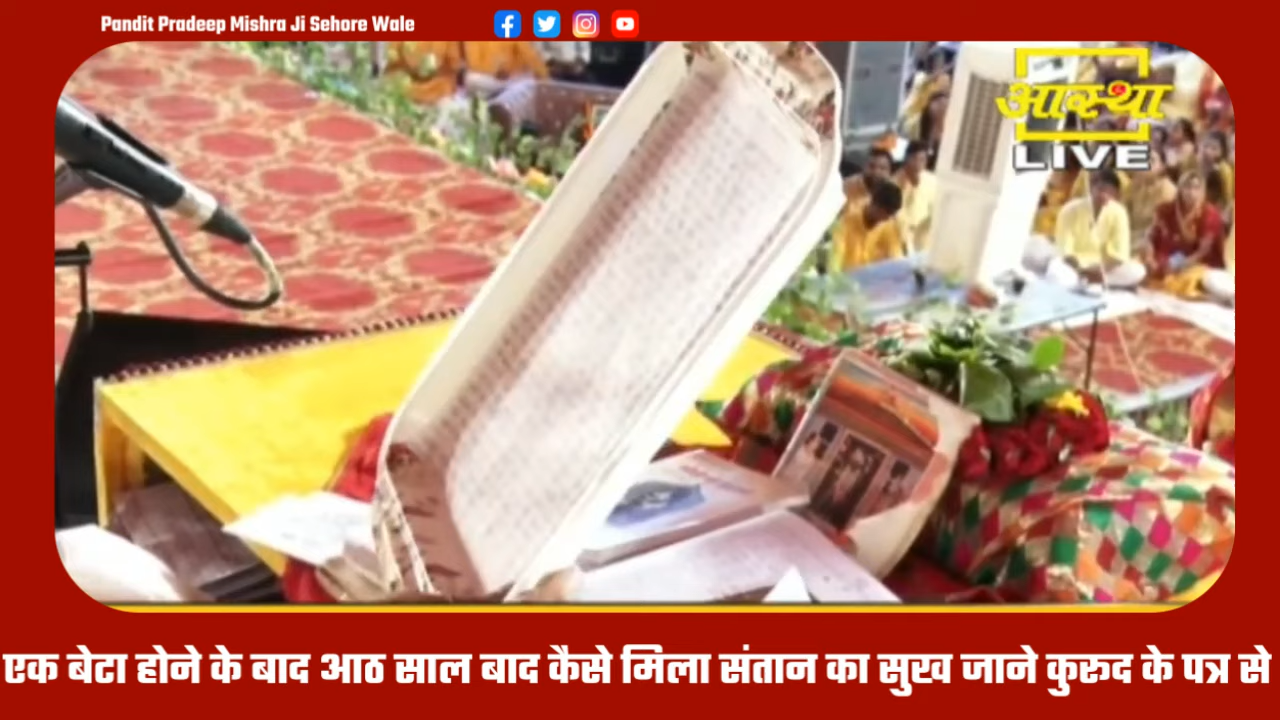 Pandit Pradeep Mishra Ji Sehore Wale
आस्था
LIVE
एक बेटा होने के बाद आठ साल बाद कैसे मिला संतान का सुख जाने कुरूद के पत्र से